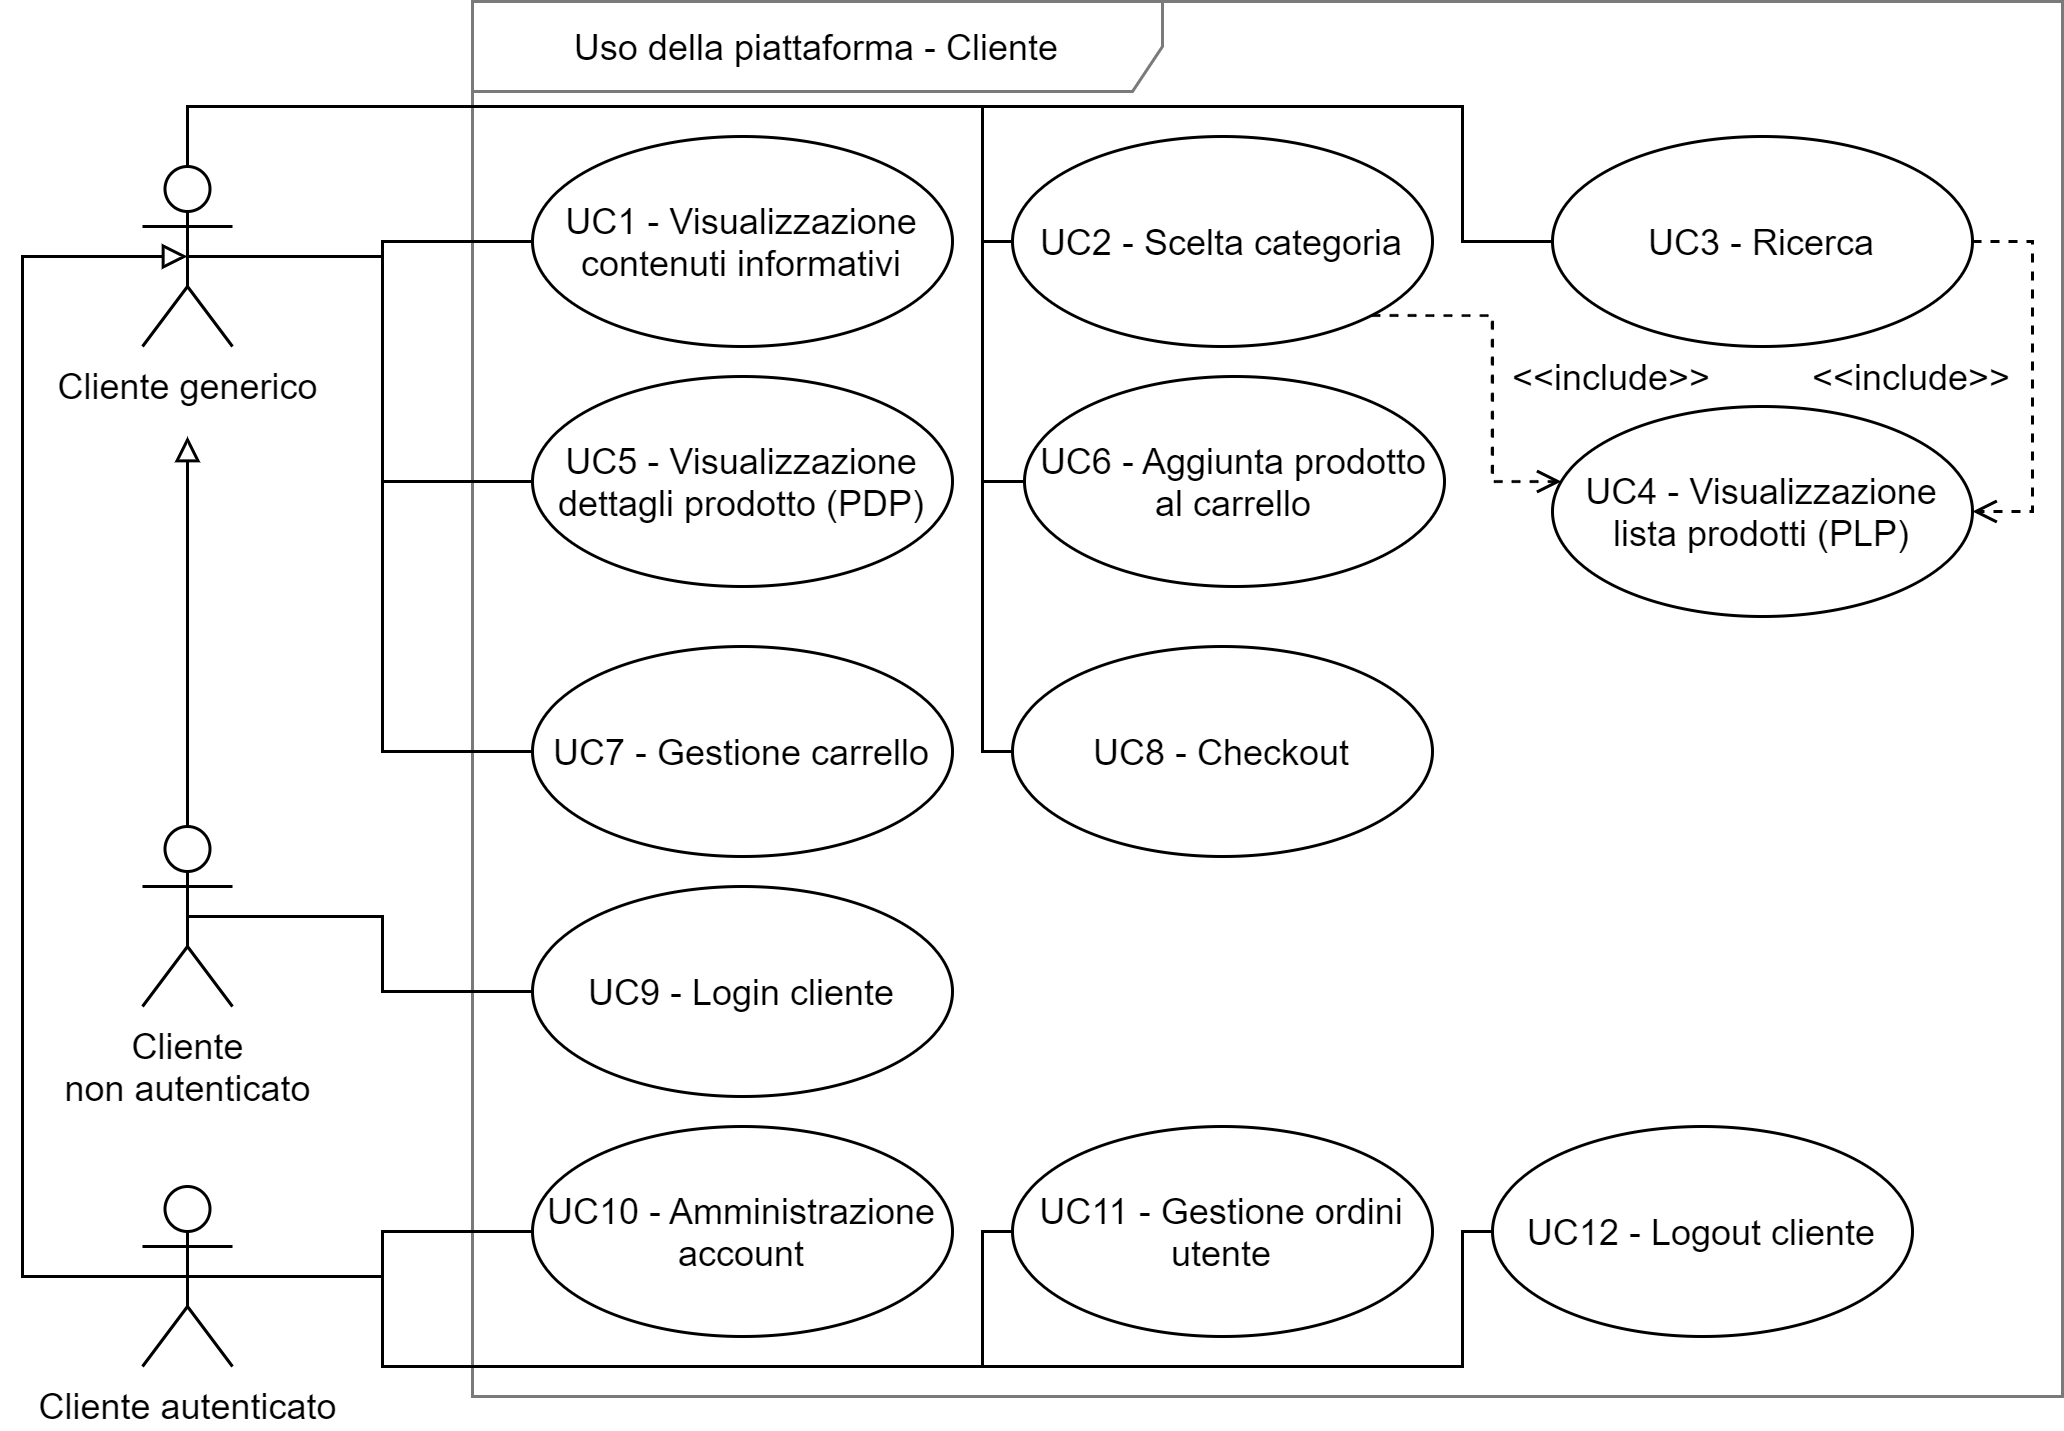 Uso della piattaforma - Cliente
UC1 - Visualizzazione
contenuti informativi
UC2 - Scelta categoria
UC3 - Ricerca
Cliente generico
<<include>>
<<include>>
UC5 - Visualizzazione
dettagli prodotto (PDP)
UC6 - Aggiunta prodotto
al carrello
UC4 - Visualizzazione
lista prodotti (PLP)
UC7 - Gestione carrello
UC8 - Checkout
UC9 - Login cliente
Cliente
non autenticato
UC10 - Amministrazione
account
UC11 - Gestione ordini
utente
UC12 - Logout cliente
Cliente autenticato